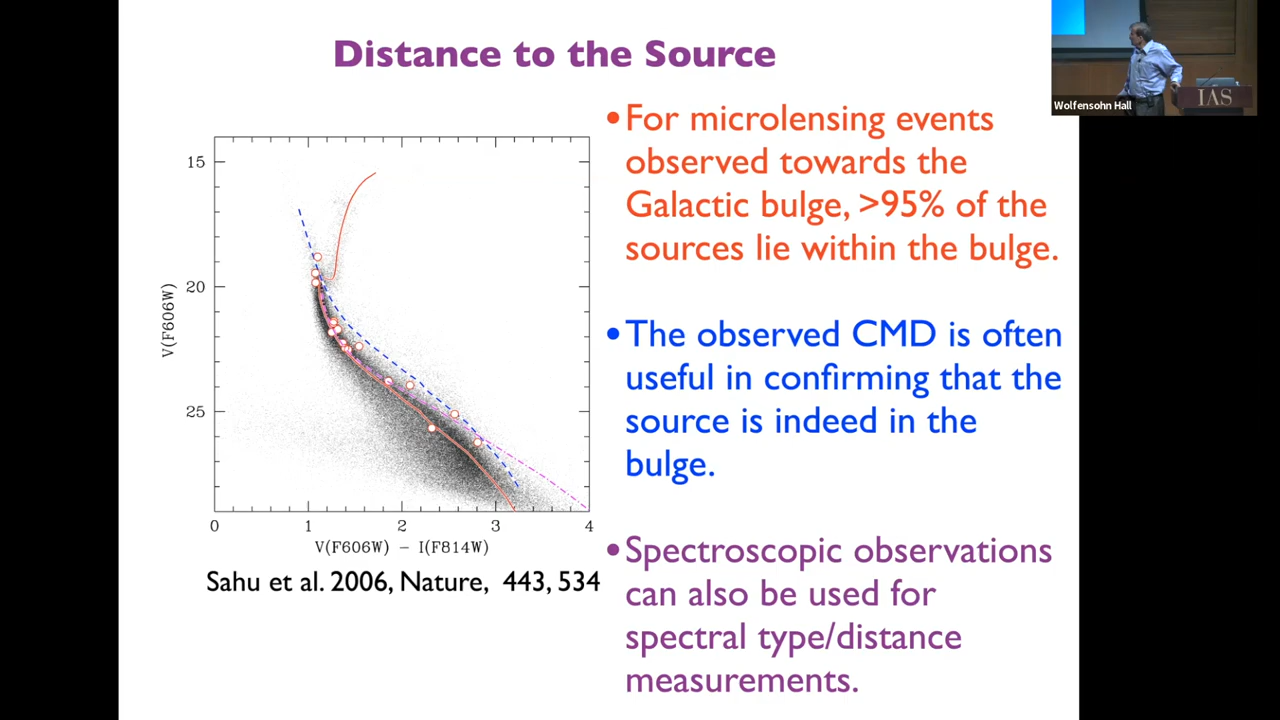 Distance to the Source
Wolfensohn Hall
IAS
•For microlensing events
observed towards the
Galactic bulge, >95% of the
sources lie within the bulge.
•The observed CMD is often
useful in confirming that the
source is indeed in the
bulge.
•Spectroscopic observations
can also be used for
spectral type/distance
measurements.
15
20
25
V(F606W)
0 1 2 3 4
V(F606W) − I(F814W)
Sahu et al. 2006, Nature, 443, 534